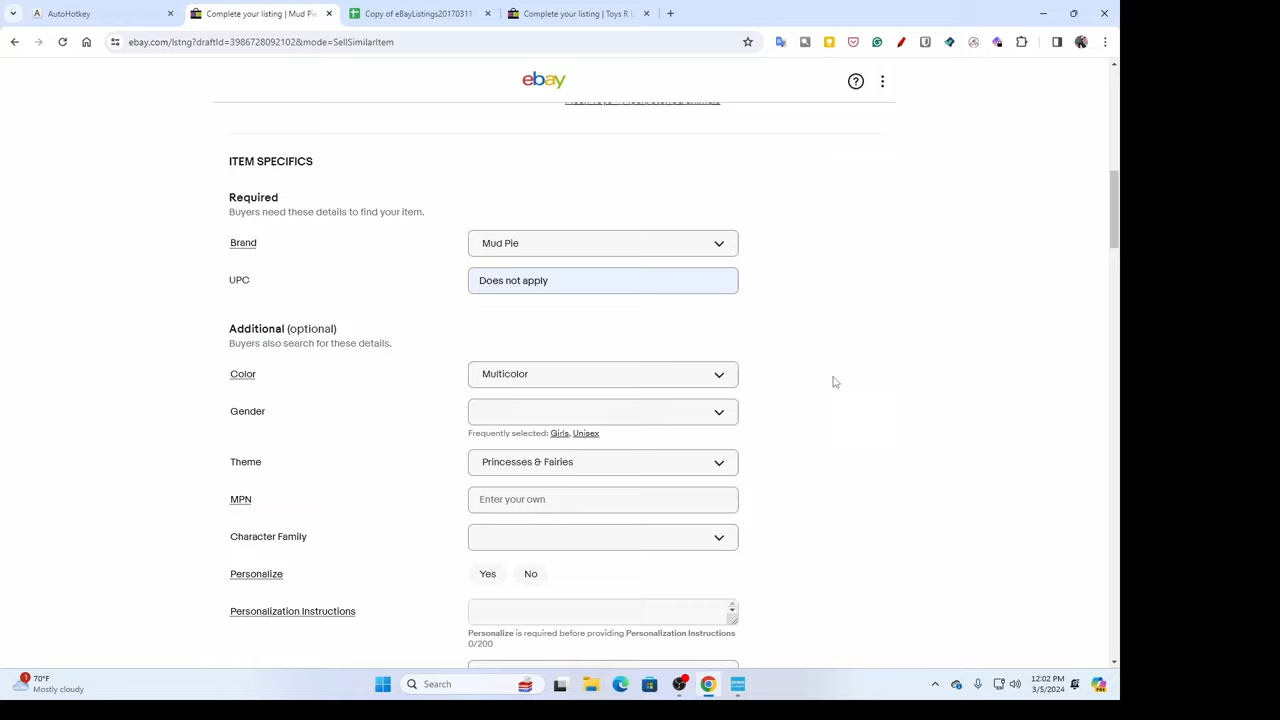 AutoHotkey
Complete your listing | Mud Pie
Copy of eBayListings20170311
Complete your listing | Toys R
ebay.com/lstng?draftId=3986728092102&mode=SellSimilarItem
ebay
ITEM SPECIFICS
Required
Buyers need these details to find your item.
Brand
Mud Pie
UPC
Does not apply
Additional (optional)
Buyers also search for these details.
Color
Multicolor
Gender
Frequently selected: Girls, Unisex
Theme
Princesses & Fairies
MPN
Enter your own
Character Family
Personalize
Yes No
Personalization Instructions
Personalize is required before providing Personalization Instructions
0/200
1
70°F
Mostly cloudy
Search
12:02 PM
3/5/2024